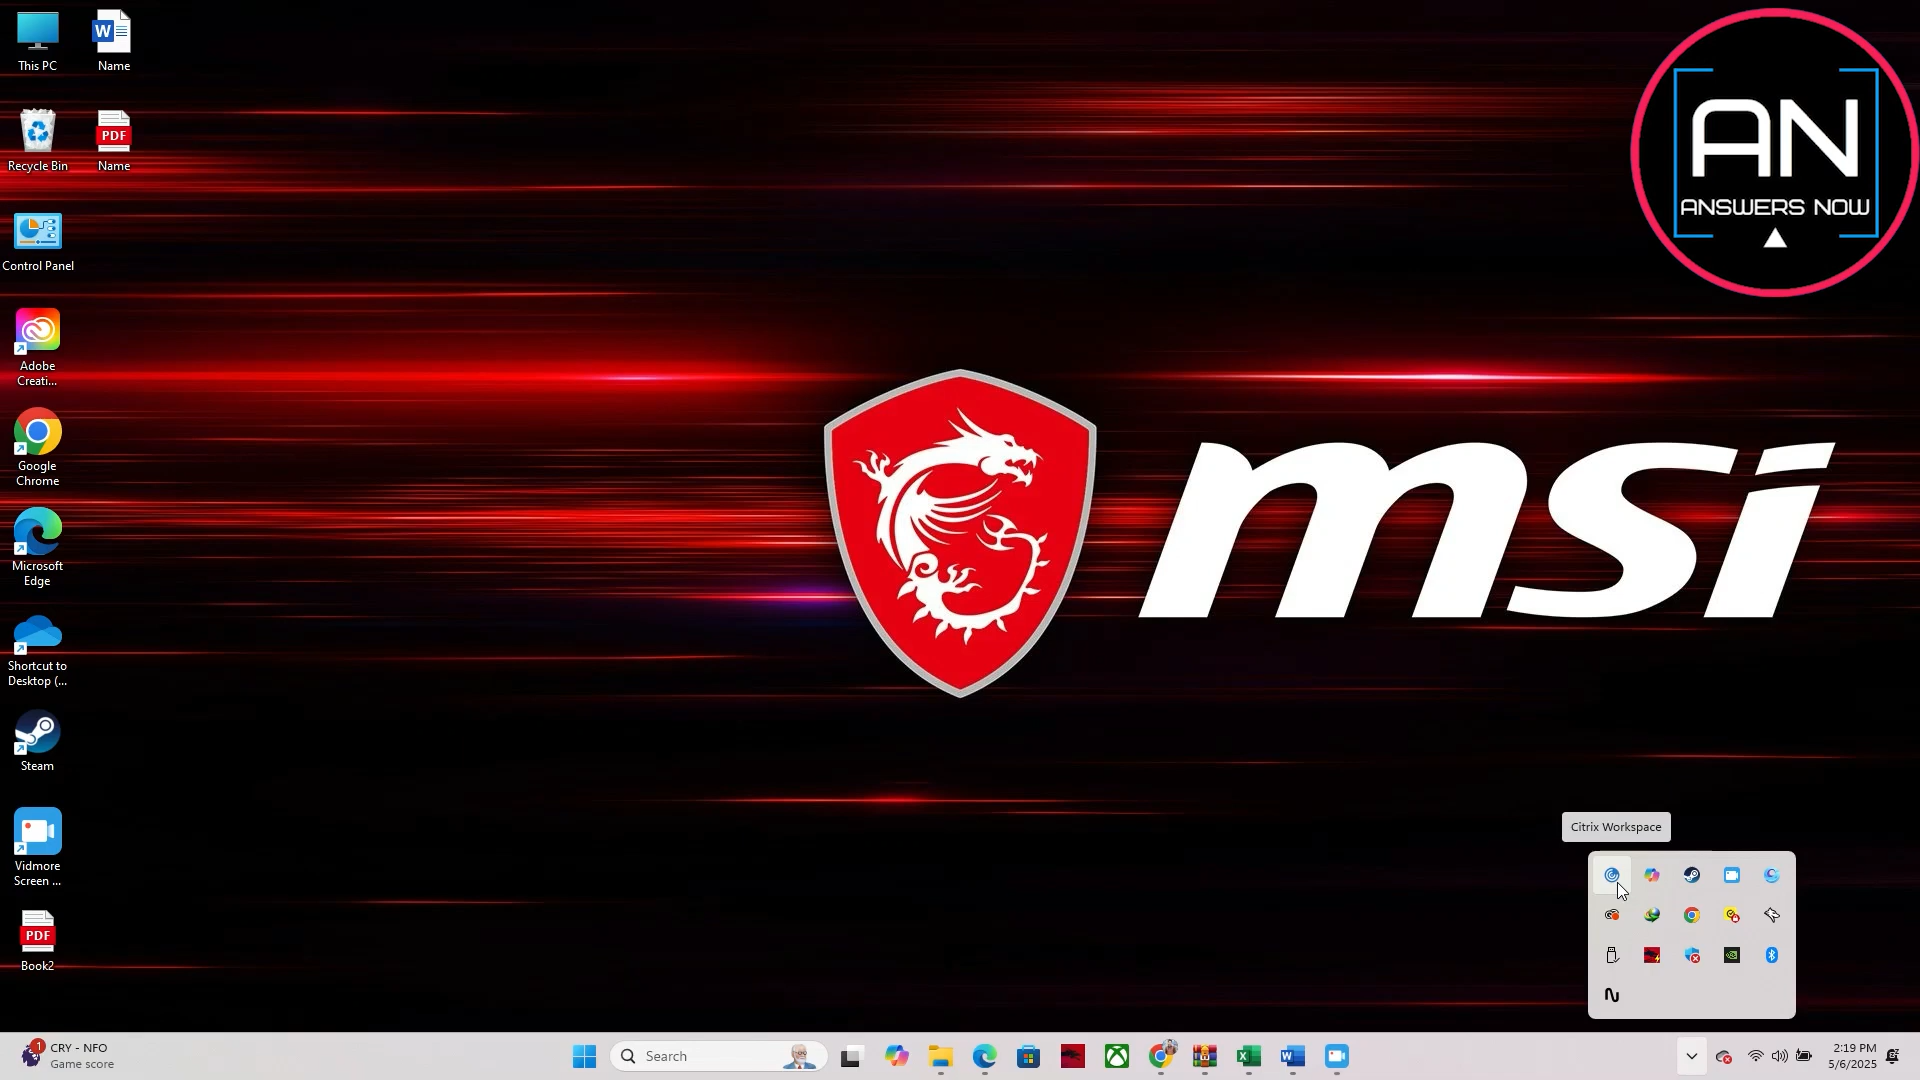 This PC
Name
Recycle Bin
PDF
Name
Control Panel
Adobe
Creati...
Google
Chrome
Microsoft
Edge
Shortcut to
Desktop (...
Steam
Vidmore
Screen ...
PDF
Book2
AN
ANSWERS NOW
msi
Citrix Workspace
1
CRY - NFO
Game score
Search
2:19 PM
5/6/2025